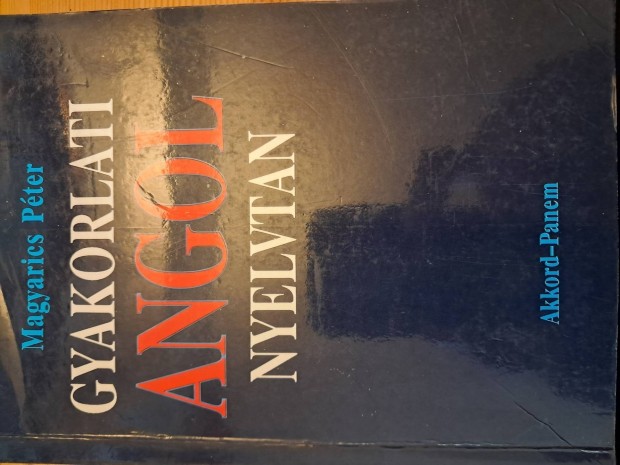 Magyarics Péter
GYAKORLATI
ANGOL
NYELVTAN
Akkord–Panem